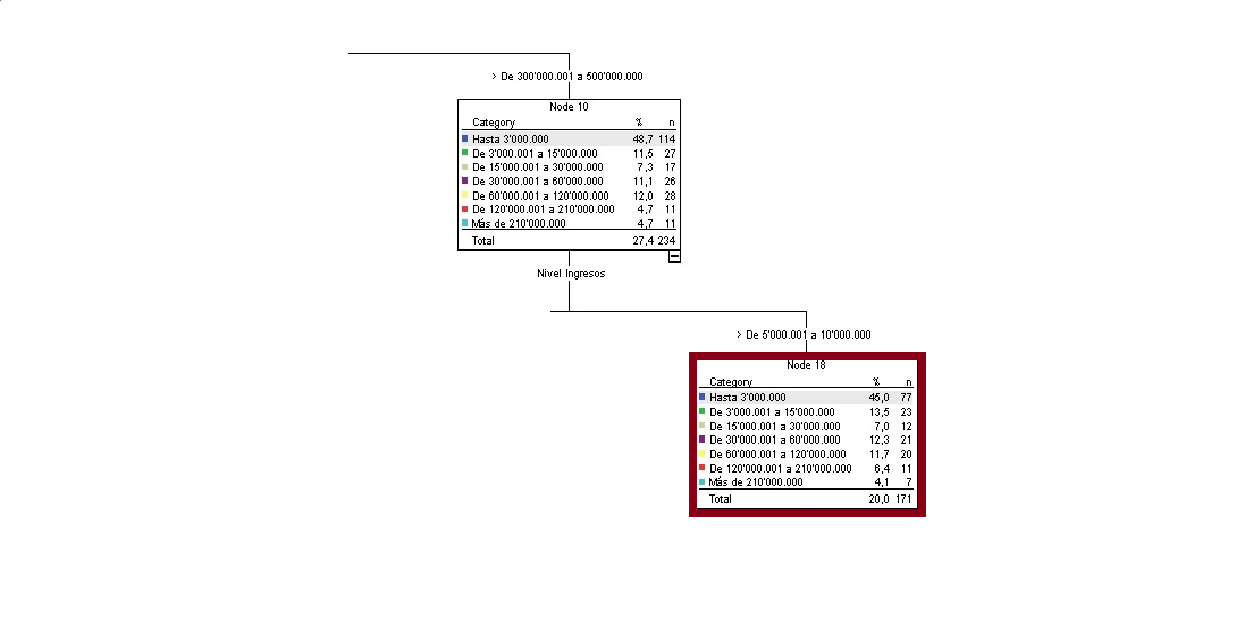 > De 300'000.001 a 500'000.000
Node 10
Category % n
Hasta 3'000.000 48,7 114
De 3'000.001 a 15'000.000 11,5 27
De 15'000.001 a 30'000.000 7,3 17
De 30'000.001 a 60'000.000 11,1 26
De 60'000.001 a 120'000.000 12,0 28
De 120'000.001 a 210'000.000 4,7 11
Más de 210'000.000 4,7 11
Total 27,4 234
Nivel Ingresos
> De 5'000.001 a 10'000.000
Node 18
Category % n
Hasta 3'000.000 45,0 77
De 3'000.001 a 15'000.000 13,5 23
De 15'000.001 a 30'000.000 7,0 12
De 30'000.001 a 60'000.000 12,3 21
De 60'000.001 a 120'000.000 11,7 20
De 120'000.001 a 210'000.000 6,4 11
Más de 210'000.000 4,1 7
Total 20,0 171